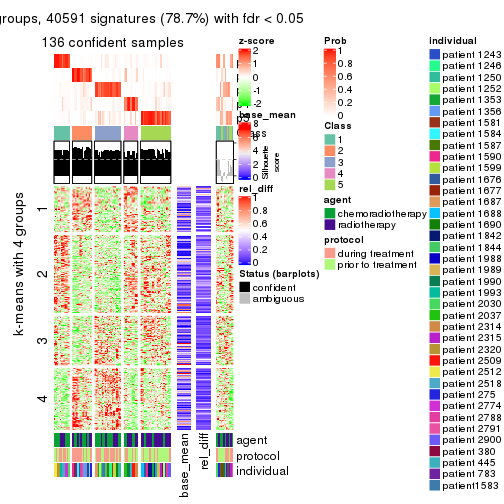 groups, 40591 signatures (78.7%) with fdr < 0.05
136 confident samples
k-means with 4 groups
1
2
3
4
agent
protocol
individual
base_mean
rel_diff
z-score
2
1
0
-1
-2
base_mean
8
6
4
2
0
Silhouette
score
rel_diff
1
0.8
0.6
0.4
0.2
0
Status (barplots)
confident
ambiguous
Prob
1
0.8
0.6
0.4
0.2
0
Class
1
2
3
4
5
agent
chemoradiotherapy
radiotherapy
protocol
during treatment
prior to treatment
individual
patient 1243
patient 1246
patient 1250
patient 1252
patient 1353
patient 1356
patient 1581
patient 1584
patient 1587
patient 1590
patient 1599
patient 1676
patient 1677
patient 1687
patient 1688
patient 1690
patient 1842
patient 1844
patient 1988
patient 1989
patient 1990
patient 1993
patient 2030
patient 2037
patient 2314
patient 2315
patient 2320
patient 2509
patient 2512
patient 2518
patient 275
patient 2774
patient 2788
patient 2791
patient 2900
patient 380
patient 445
patient 783
patient1583